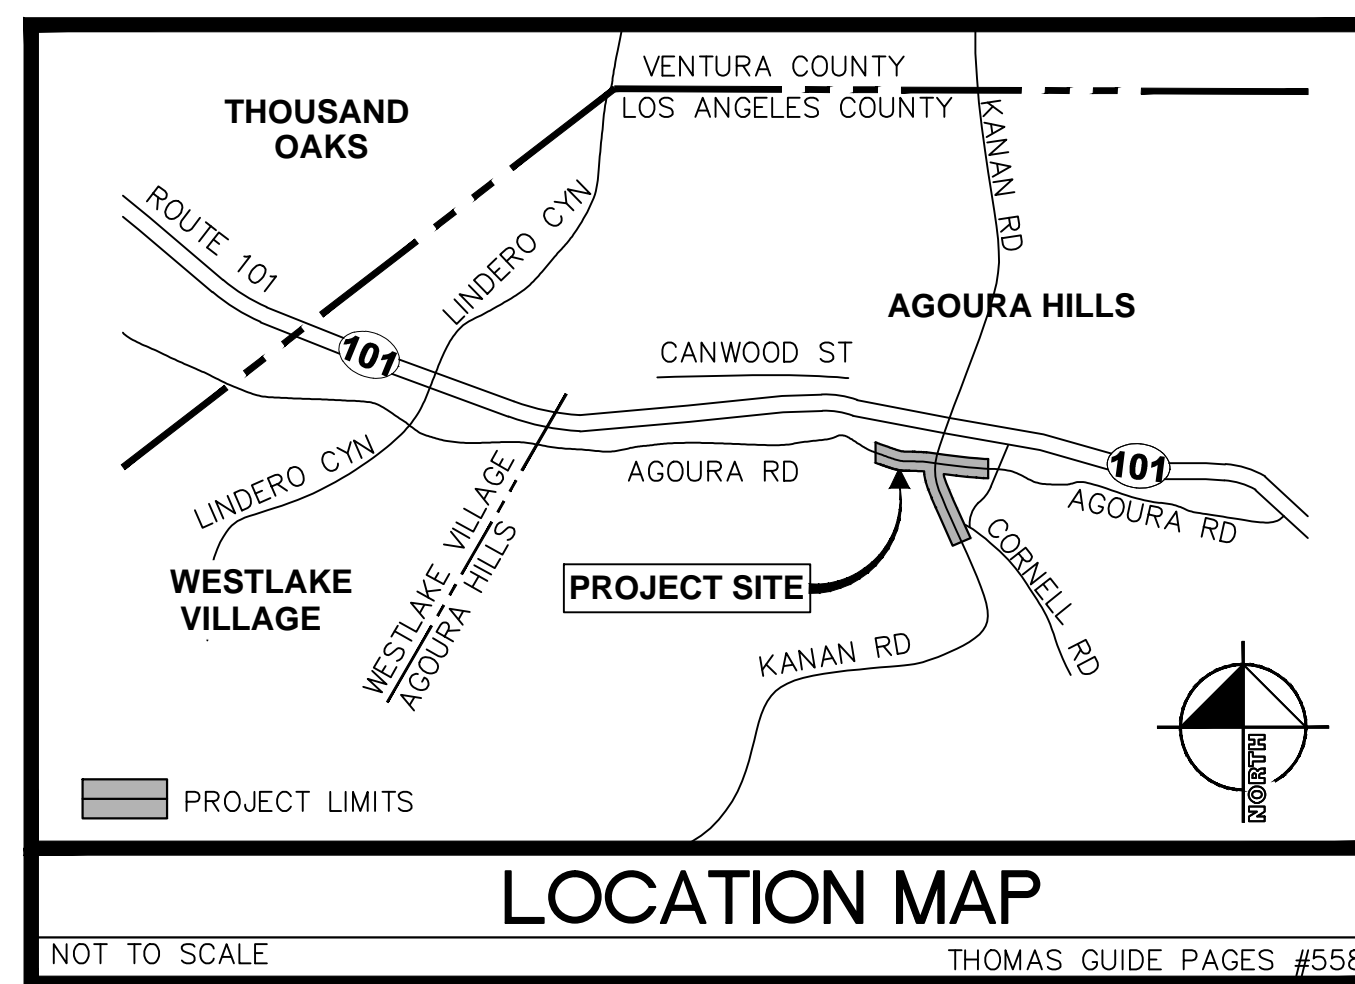 VENTURA COUNTY
LOS ANGELES COUNTY
THOUSAND
OAKS
KANAN RD
ROUTE 101
LINDERO CYN
AGOURA HILLS
101
CANWOOD ST
LINDERO CYN
AGOURA RD
101
AGOURA RD
WESTLAKE VILLAGE
AGOURA HILLS
CORNELL RD
WESTLAKE
VILLAGE
PROJECT SITE
KANAN RD
NORTH
PROJECT LIMITS
LOCATION MAP
NOT TO SCALE
THOMAS GUIDE PAGES #558